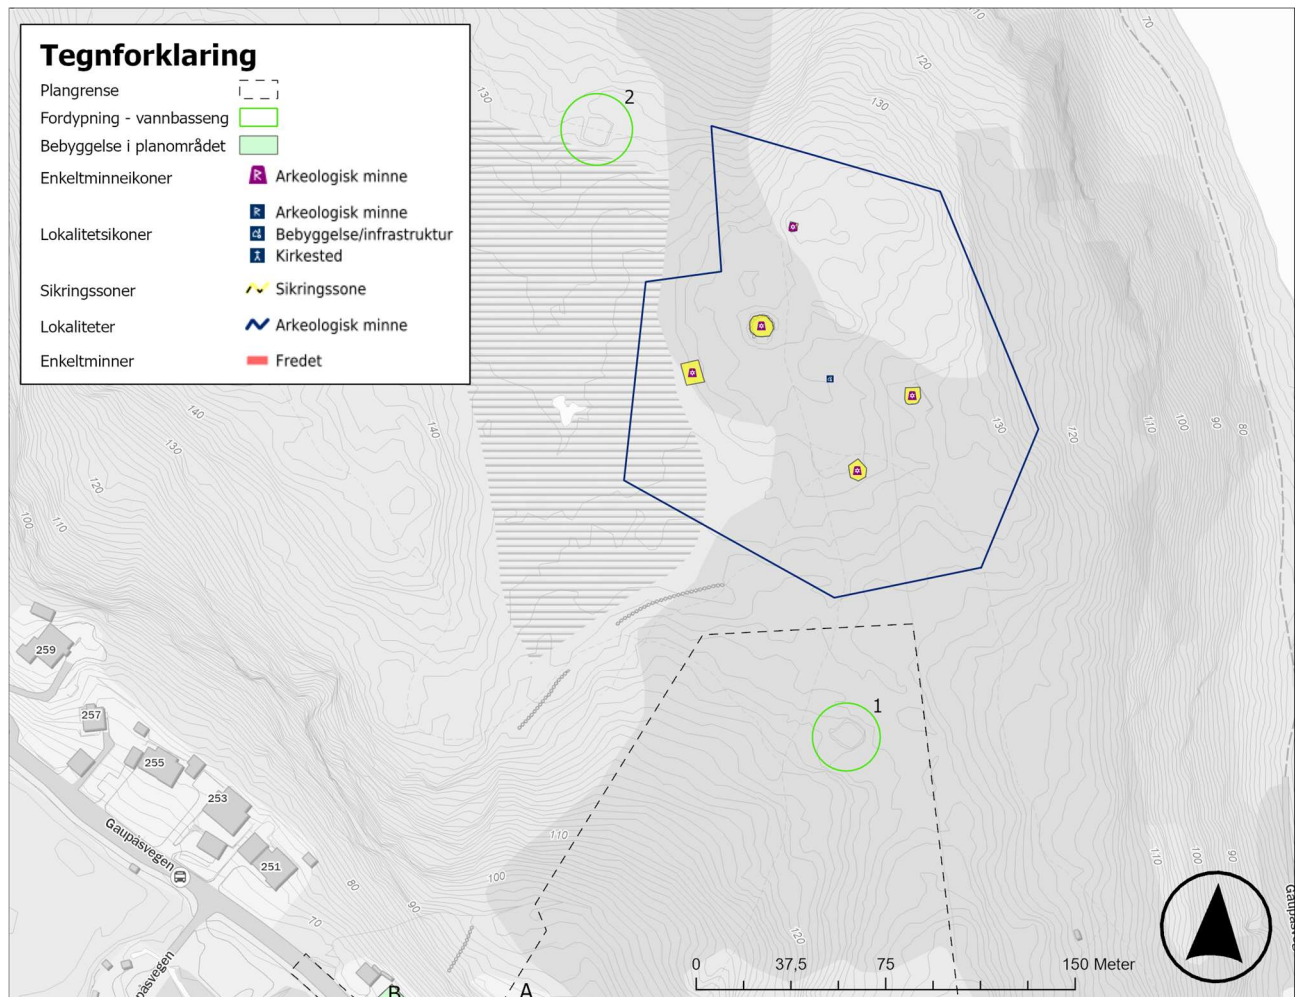 Tegnforklaring
Plangrense
Fordypning - vannbasseng
Bebyggelse i planområdet
Enkeltminneikoner
Arkeologisk minne
Lokalitetsikoner
Arkeologisk minne
Bebyggelse/infrastruktur
Kirkested
Sikringssoner
Sikringssone
Lokaliteter
Arkeologisk minne
Enkeltminner
Fredet
2
1
110
70
120
130
130
140
130
120
110
100
140
130
120
110
100
90
80
259
257
255
253
251
Gaupåsvegen
110
100
90
80
70
120
110
100
90
A
B
0
37,5
75
150 Meter